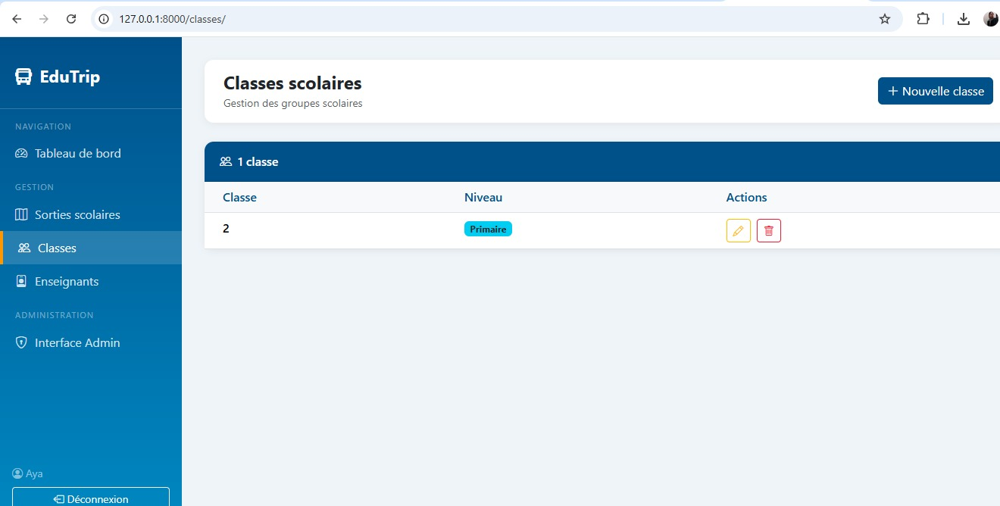 127.0.0.1:8000/classes/
EduTrip
NAVIGATION
Tableau de bord
GESTION
Sorties scolaires
Classes
Enseignants
ADMINISTRATION
Interface Admin
Aya
Déconnexion
Classes scolaires
Gestion des groupes scolaires
+ Nouvelle classe
1 classe
Classe Niveau Actions
2 Primaire